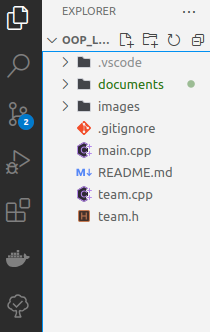 EXPLORER
OOP_L...
.vscode
documents
images
.gitignore
main.cpp
README.md
team.cpp
team.h
2